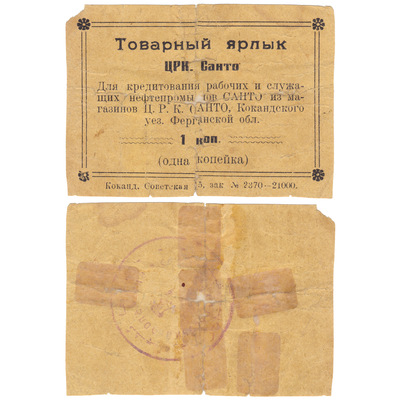 Товарный ярлык
ЦРК. Санто
Для кредитования рабочих и служа-
щих нефтепромы лов САНТО из ма-
газинов Ц. Р. К. САНТО, Кокандского
уез. Ферганской обл.
1 коп.
(одна копейка)
Коканд, Советская 5, зак № 2370—21000.